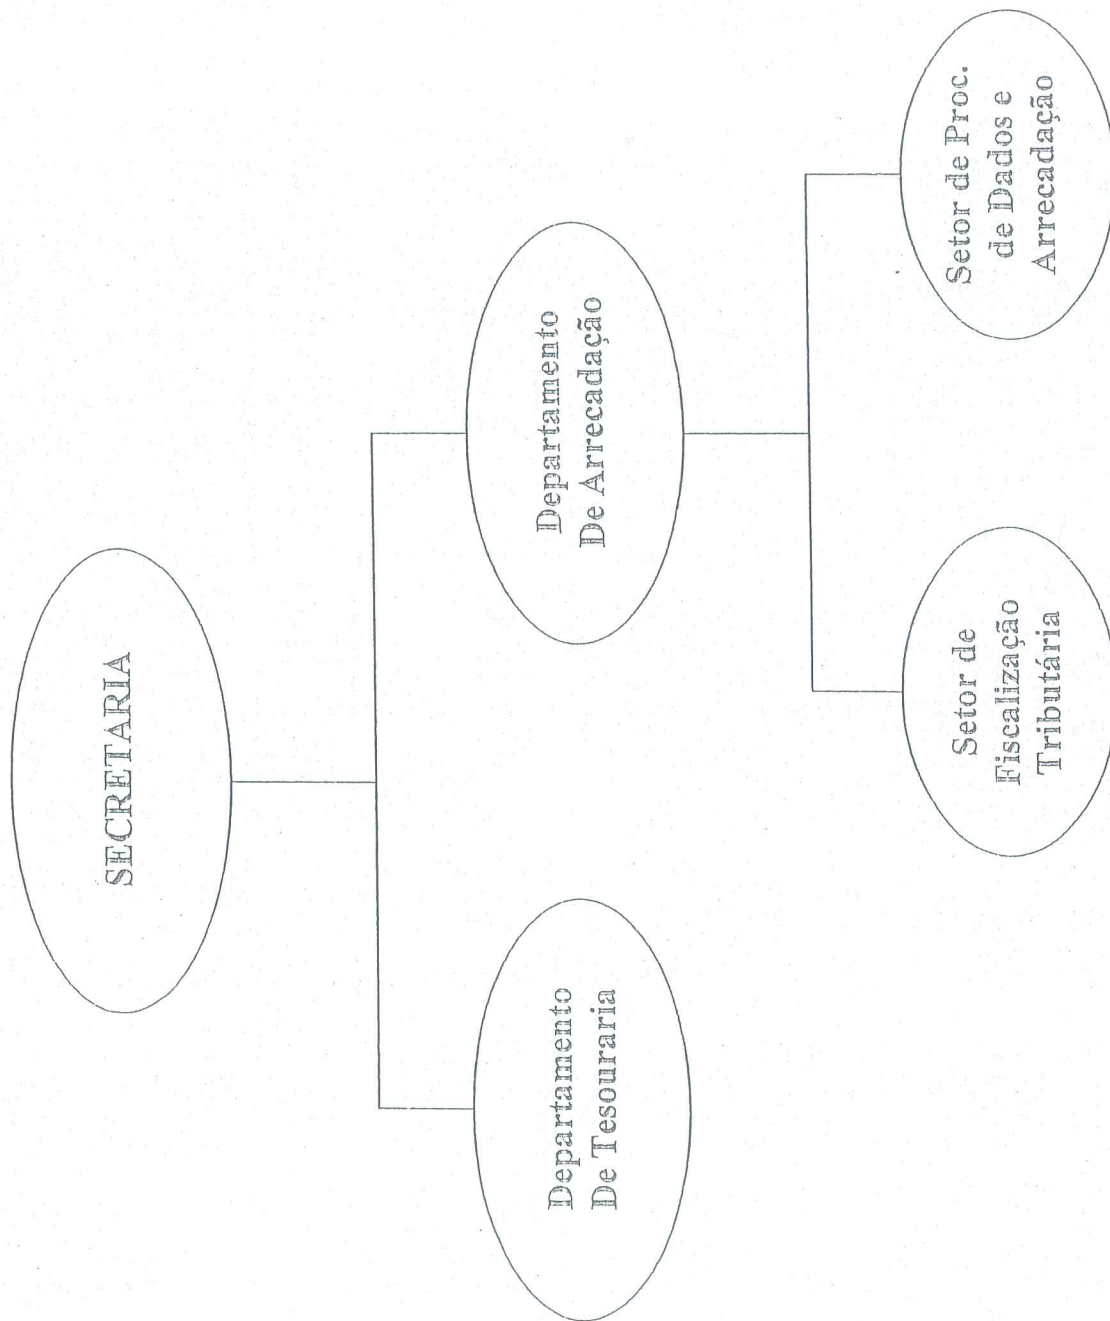 SECRETARIA
Departamento
De Tesouraria
Departamento
De Arrecadação
Setor de
Fiscalização
Tributária
Setor de Proc.
de Dados e
Arrecadação